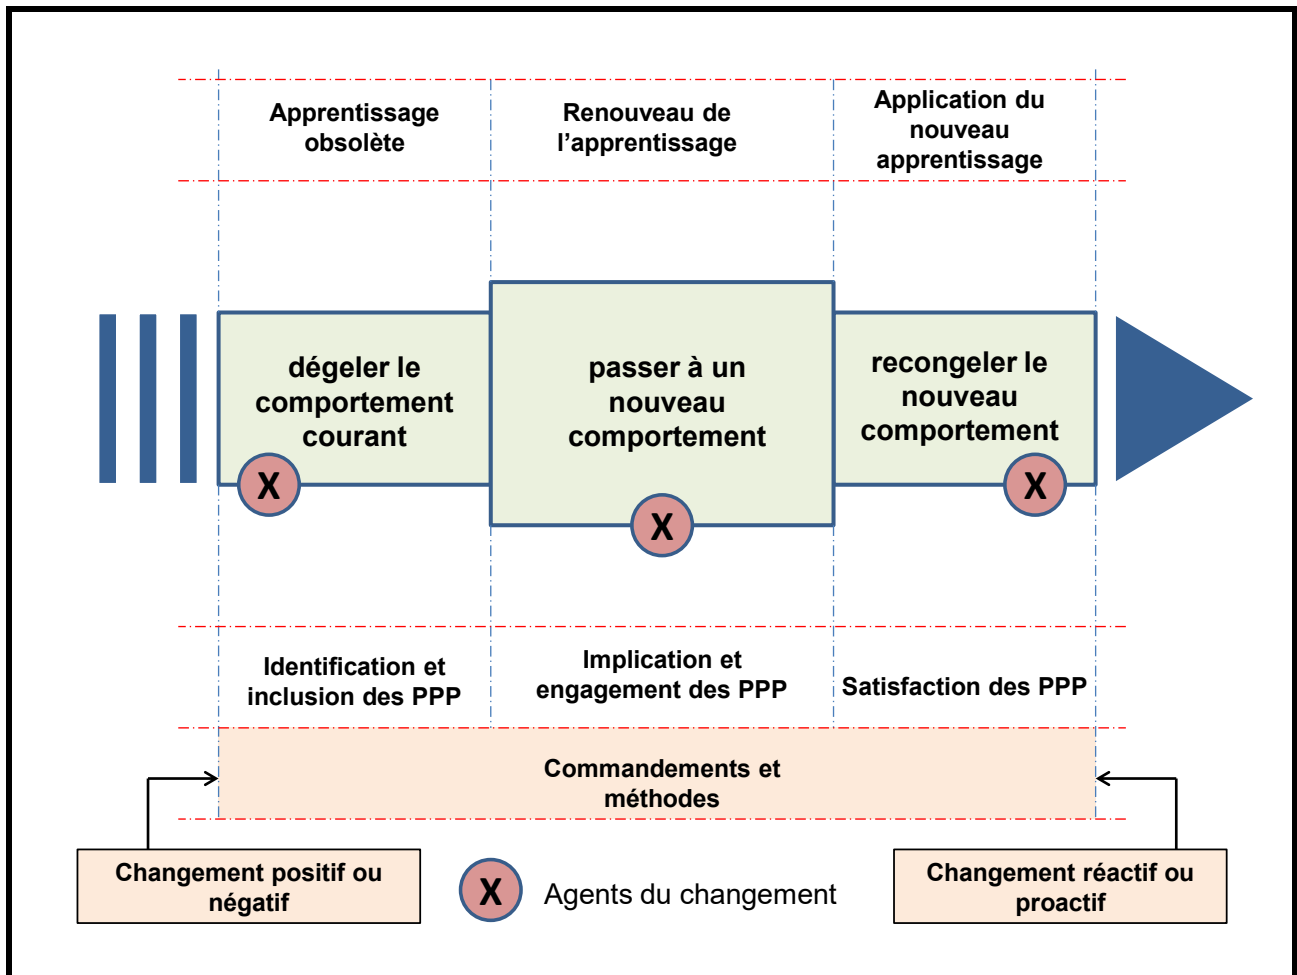 Apprentissage
obsolète
Renouveau de
l’apprentissage
Application du
nouveau
apprentissage
dégeler le
comportement
courant
passer à un
nouveau
comportement
recongeler le
nouveau
comportement
X
X
X
Identification et
inclusion des PPP
Implication et
engagement des PPP
Satisfaction des PPP
Commandements et
méthodes
Changement positif ou
négatif
X
Agents du changement
Changement réactif ou
proactif